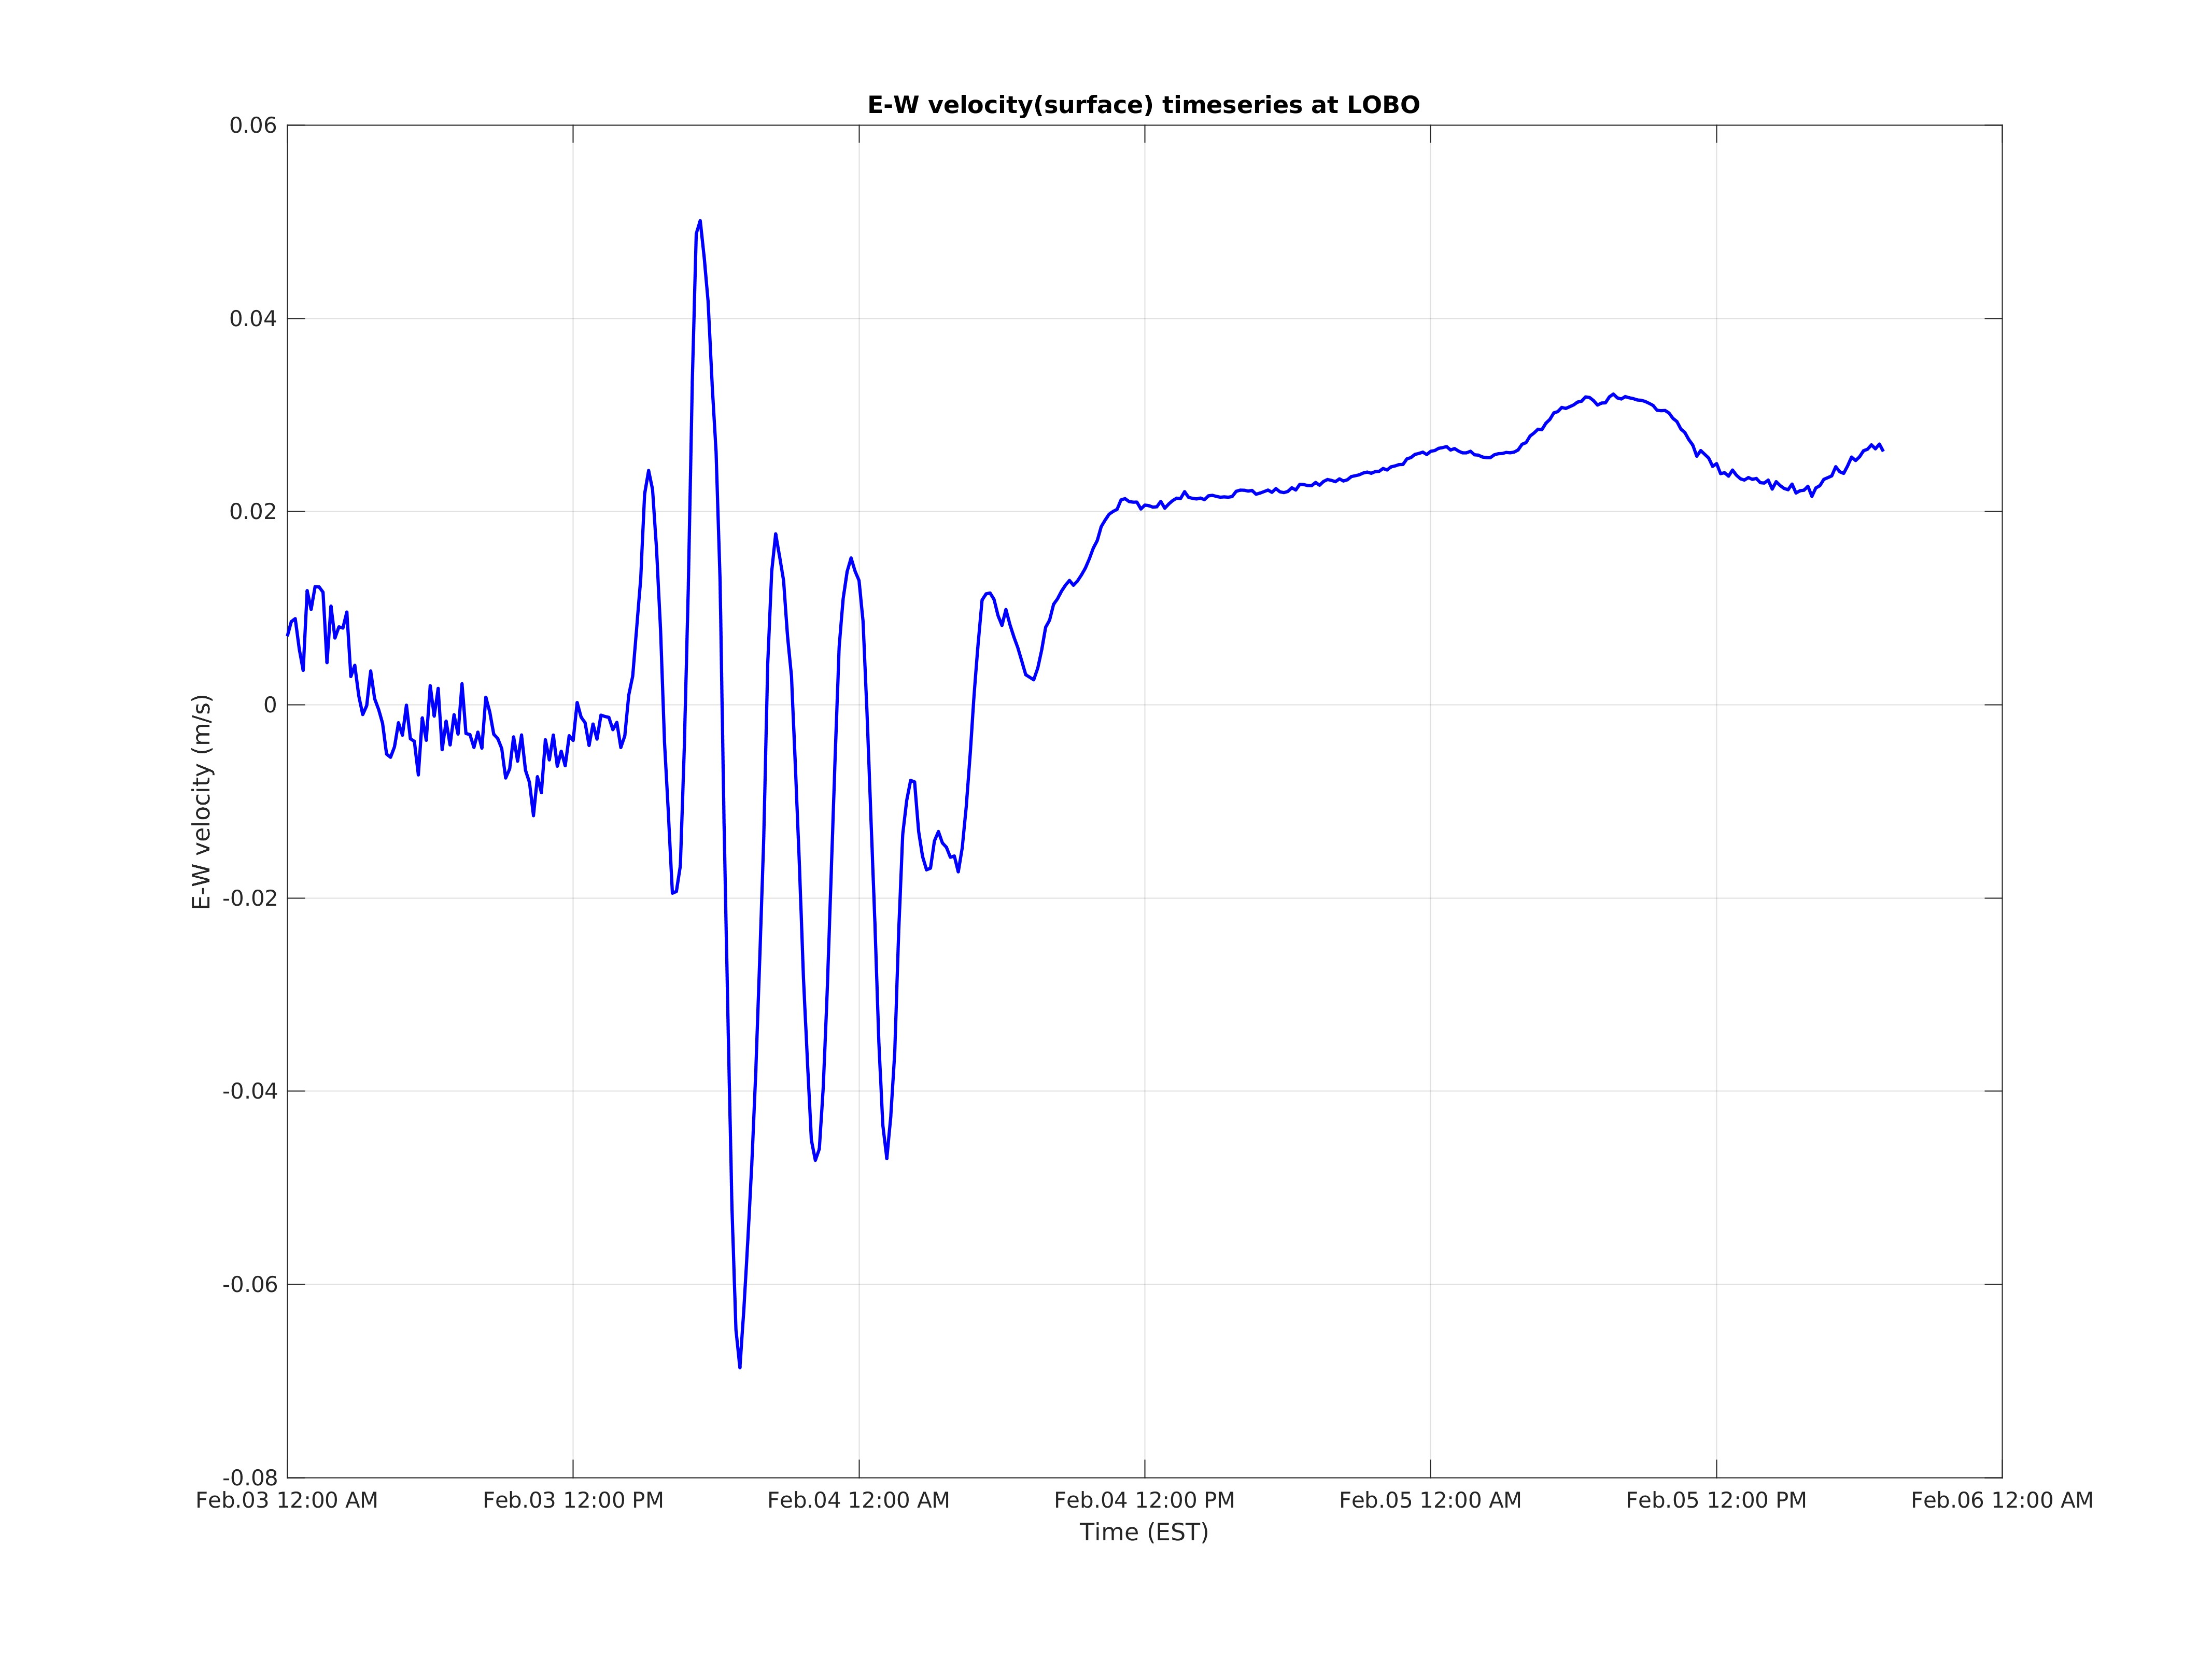 E-W velocity(surface) timeseries at LOBO
0.06
0.04
0.02
0
-0.02
-0.04
-0.06
-0.08
E-W velocity (m/s)
Feb.03 12:00 AM Feb.03 12:00 PM Feb.04 12:00 AM Feb.04 12:00 PM Feb.05 12:00 AM Feb.05 12:00 PM Feb.06 12:00 AM
Time (EST)